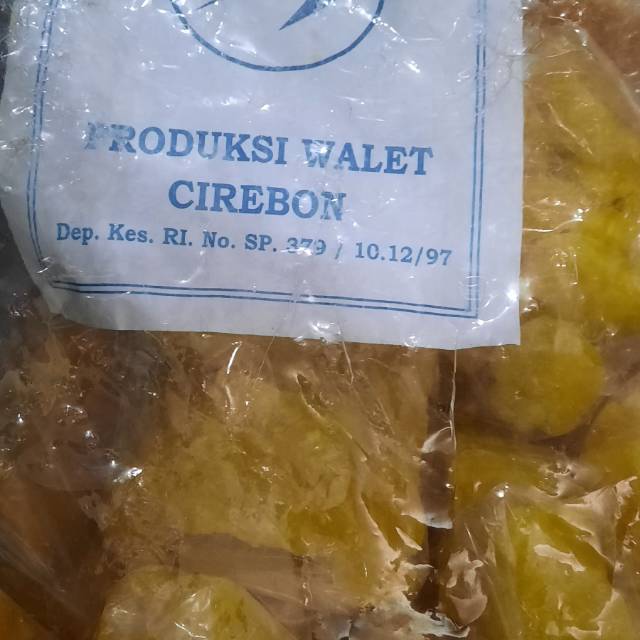 PRODUKSI WALET
CIREBON
Dep. Kes. RI. No. SP. 379 / 10.12/97